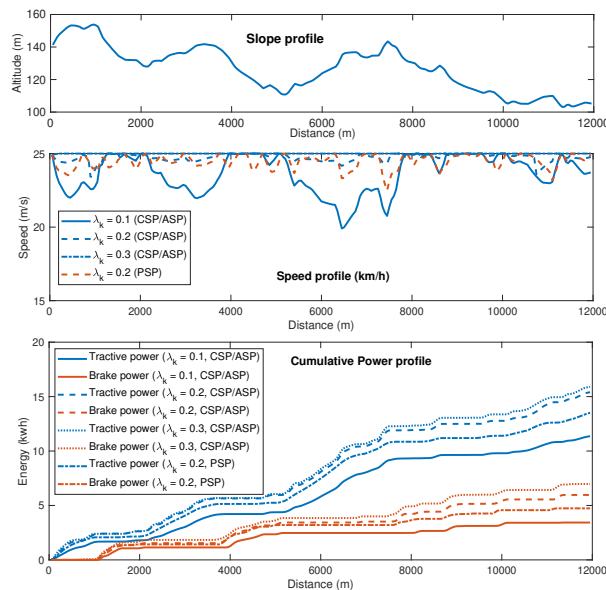 160
140
120
100
Altitude (m)
Slope profile
0
2000
4000
6000
8000
10000
12000
Distance (m)
25
20
15
Speed (m/s)
λk = 0.1 (CSP/ASP)
λk = 0.2 (CSP/ASP)
λk = 0.3 (CSP/ASP)
λk = 0.2 (PSP)
Speed profile (km/h)
0
2000
4000
6000
8000
10000
12000
Distance (m)
20
15
10
5
0
Energy (kwh)
Cumulative Power profile
Tractive power (λk = 0.1, CSP/ASP)
Brake power (λk = 0.1, CSP/ASP)
Tractive power (λk = 0.2, CSP/ASP)
Brake power (λk = 0.2, CSP/ASP)
Tractive power (λk = 0.3, CSP/ASP)
Brake power (λk = 0.3, CSP/ASP)
Tractive power (λk = 0.2, PSP)
Brake power (λk = 0.2, PSP)
0
2000
4000
6000
8000
10000
12000
Distance (m)